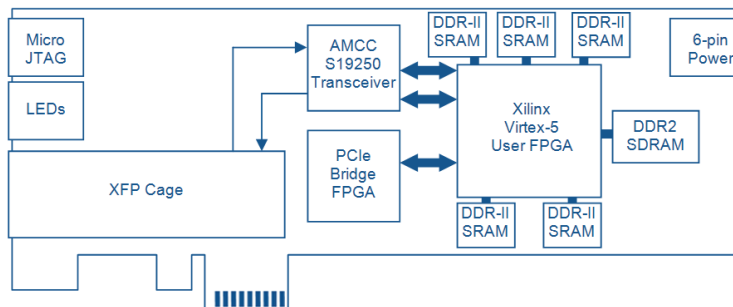 Micro
JTAG
LEDs
XFP Cage
AMCC
S19250
Transceiver
PCIe
Bridge
FPGA
DDR-II
SRAM
DDR-II
SRAM
DDR-II
SRAM
Xilinx
Virtex-5
User FPGA
DDR-II
SRAM
DDR-II
SRAM
DDR2
SDRAM
6-pin
Power